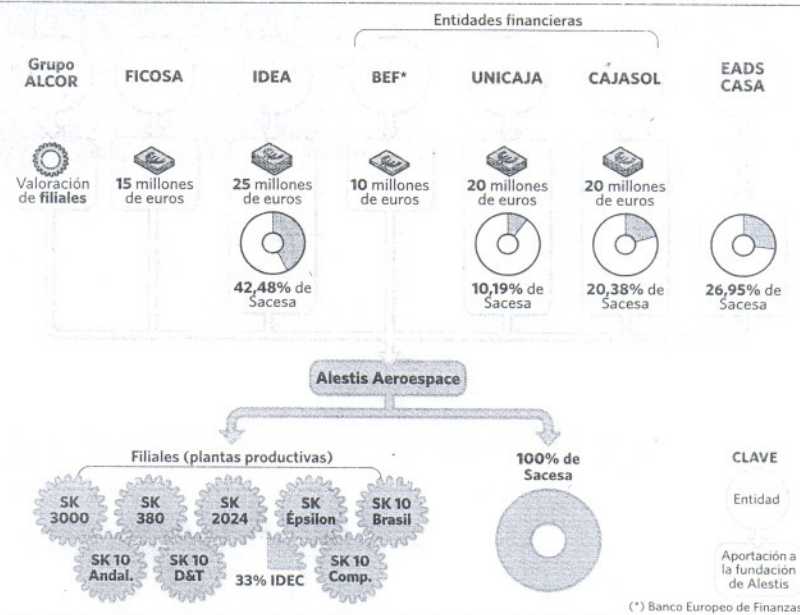 Entidades financieras
Grupo
ALCOR
FICOSA
IDEA
BEF*
UNICAJA
CAJASOL
EADS
CASA
Valoración
de filiales
15 millones
de euros
25 millones
de euros
42,48% de
Sacesa
10 millones
de euros
20 millones
de euros
10,19% de
Sacesa
20 millones
de euros
20,38% de
Sacesa
26,95% de
Sacesa
Alestis Aeroespace
Filiales (plantas productivas)
SK
3000
SK
380
SK
2024
SK
Épsilon
SK 10
Brasil
SK 10
Andal.
SK 10
D&T
33% IDEC
SK 10
Comp.
100% de
Sacesa
CLAVE
Entidad
Aportación a
la fundación
de Alestis
(*) Banco Europeo de Finanzas